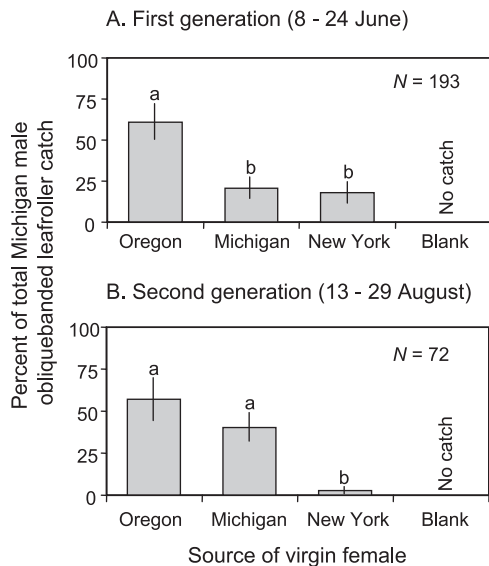 A. First generation (8 - 24 June)
Percent of total Michigan male
obliquebanded leafroller catch
100
75
50
25
0
a
b
b
N = 193
No catch
Oregon Michigan New York Blank
B. Second generation (13 - 29 August)
100
75
50
25
0
a
a
b
N = 72
No catch
Oregon Michigan New York Blank
Source of virgin female